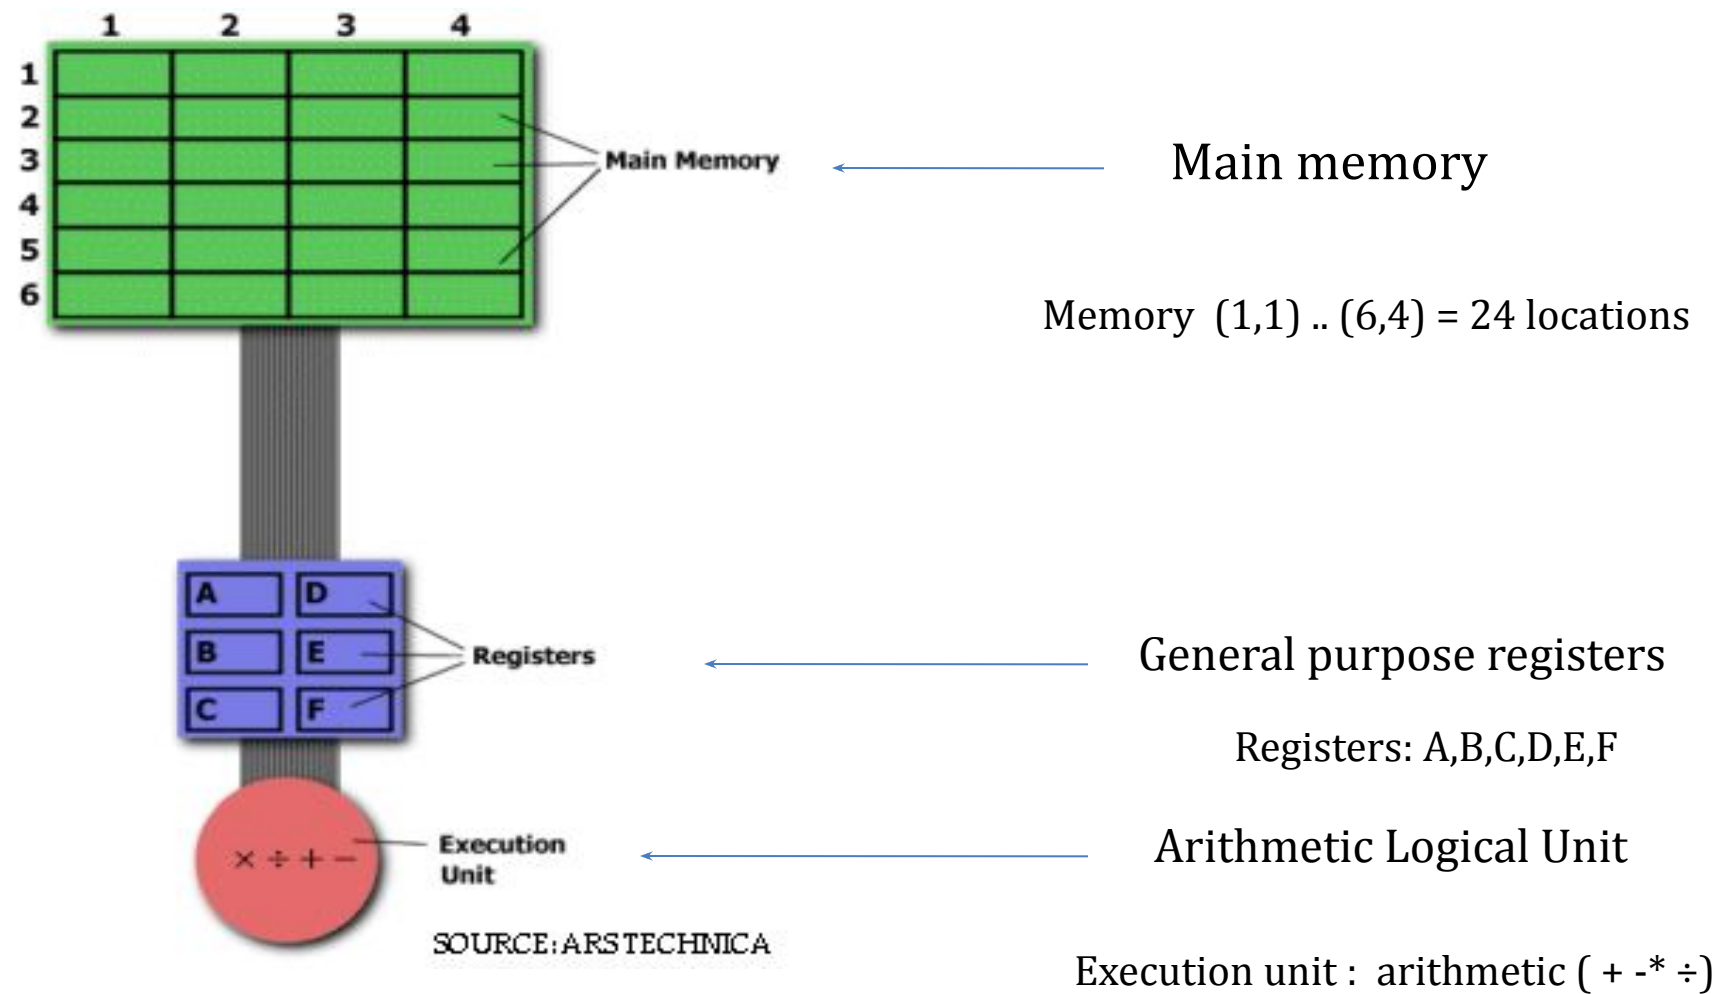 1 2 3 4
1
2
3
4
5
6
Main Memory
Main memory
Memory (1,1) .. (6,4) = 24 locations
A D
B E
C F
Registers
General purpose registers
Registers: A,B,C,D,E,F
× ÷ + −
Execution
Unit
Arithmetic Logical Unit
SOURCE:ARSTECHNICA
Execution unit : arithmetic ( + -* ÷)